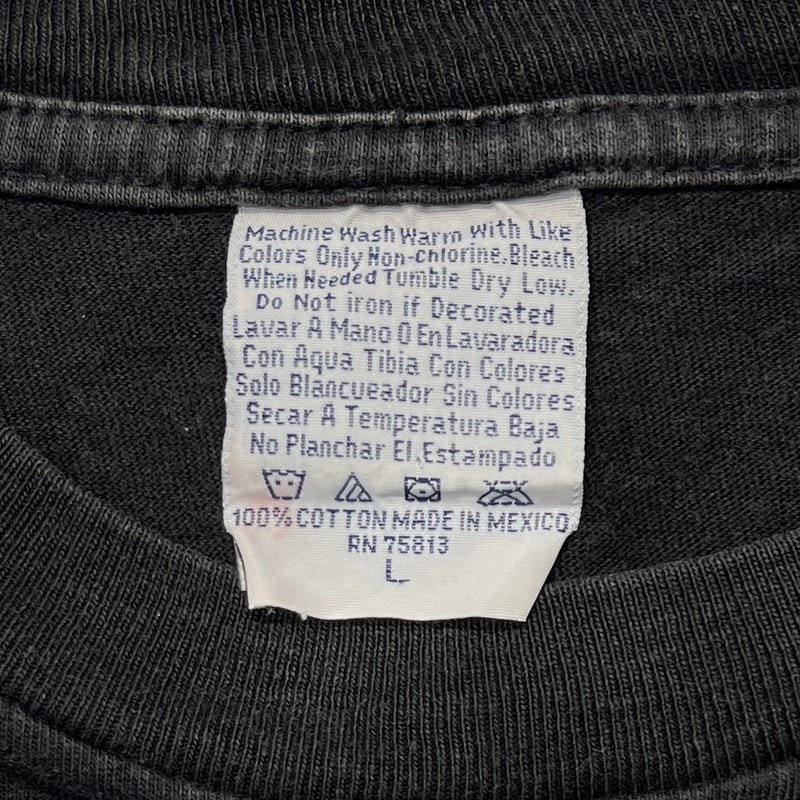 Machine Wash Warm With Like
Colors Only Non-chlorine. Bleach
When Needed Tumble Dry Low.
Do Not iron if Decorated
Lavar A Mano O En Lavaradora
Con Aqua Tibia Con Colores
Solo Blancueador Sin Colores
Secar A Temperatura Baja
No Planchar El Estampado
100% COTTON MADE IN MEXICO
RN 75813
L